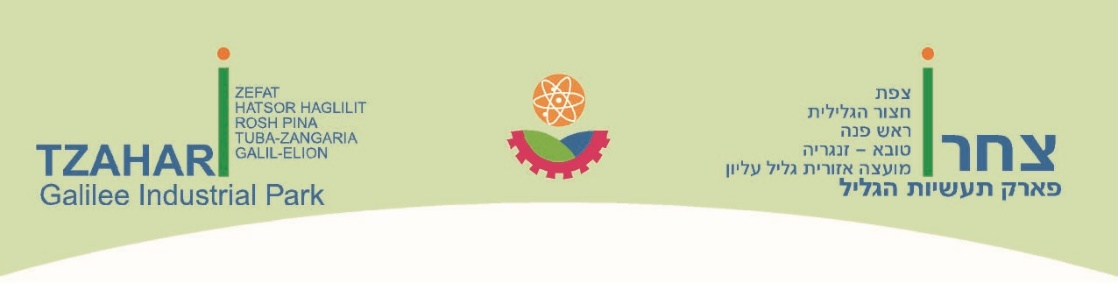 ZEFAT
HATSOR HAGLILIT
ROSH PINA
TUBA-ZANGARIA
GALIL-ELION
TZAHAR
Galilee Industrial Park
צפת
חצור הגלילית
ראש פנה
טובא – זנגריה
מועצה אזורית גליל עליון
צחר
פארק תעשיות הגליל